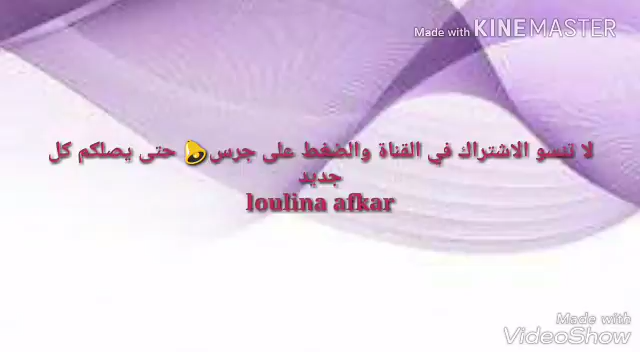 Made with KINEMASTER
لا تنسو الاشتراك في القناة والضغط على جرس🔔 حتى يصلكم كل
جديد
loulina afkar
Made with
VideoShow